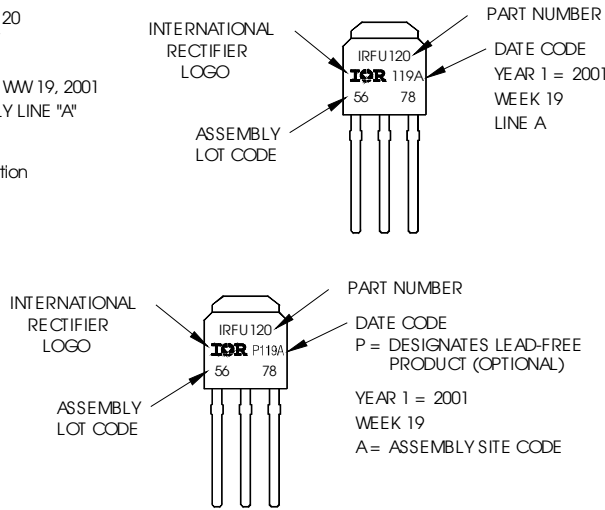 20
WW 19, 2001
Y LINE "A"
tion
INTERNATIONAL
RECTIFIER
LOGO
ASSEMBLY
LOT CODE
IRFU120
IOR 119A
56 78
PART NUMBER
DATE CODE
YEAR 1 = 2001
WEEK 19
LINE A
INTERNATIONAL
RECTIFIER
LOGO
ASSEMBLY
LOT CODE
IRFU120
IOR P119A
56 78
PART NUMBER
DATE CODE
P = DESIGNATES LEAD-FREE
PRODUCT (OPTIONAL)
YEAR 1 = 2001
WEEK 19
A = ASSEMBLY SITE CODE